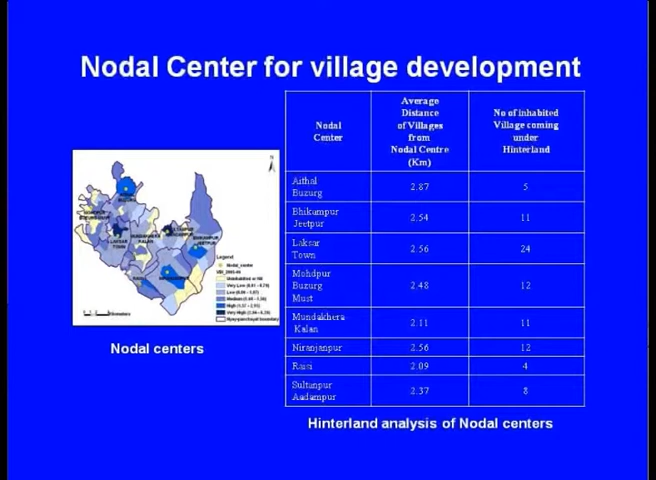 Nodal Center for village development
Nodal
Center
Average
Distance
of Villages
from
Nodal Centre
(Km)
No of inhabited
Village coming
under
Hinterland
Aithal
Buzurg
2.87
5
Bhikampur
Jeetpur
2.54
11
Laksar
Town
2.56
24
Mohdpur
Buzurg
Must
2.48
12
Mundakhera
Kalan
2.11
11
Niranjanpur
2.56
12
Raisi
2.09
4
Sultanpur
Aadampur
2.37
8
N
LAKSAR
TOWN
Legend
Nodal_center
Nodal centers
Hinterland analysis of Nodal centers